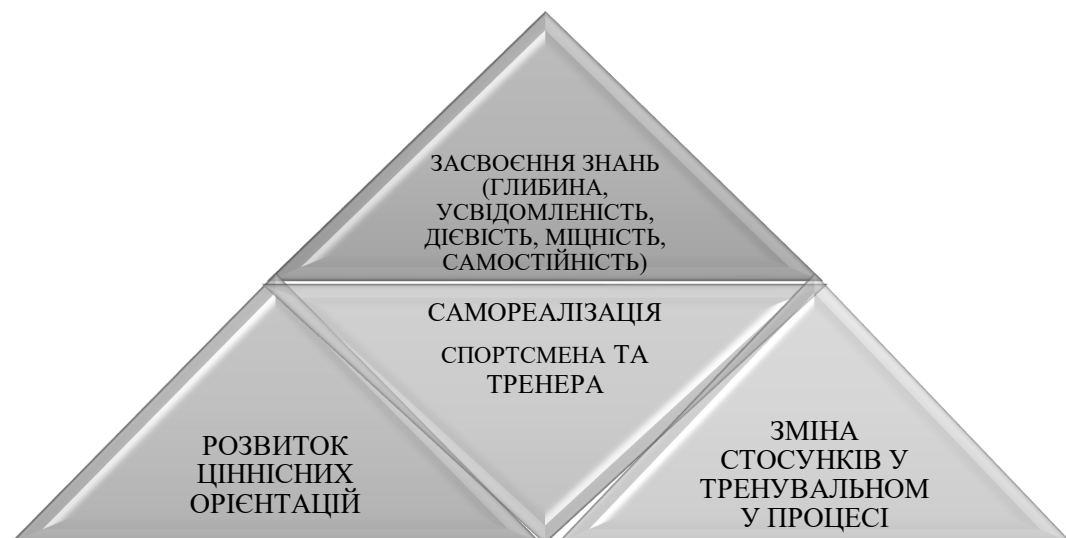 ЗАСВОЄННЯ ЗНАНЬ
(ГЛИБИНА,
УСВІДОМЛЕНІСТЬ,
ДІЄВІСТЬ, МІЦНІСТЬ,
САМОСТІЙНІСТЬ)
САМОРЕАЛІЗАЦІЯ
СПОРТСМЕНА ТА
ТРЕНЕРА
РОЗВИТОК
ЦІННІСНИХ
ОРІЄНТАЦІЙ
ЗМІНА
СТОСУНКІВ У
ТРЕНУВАЛЬНОМ
У ПРОЦЕСІ